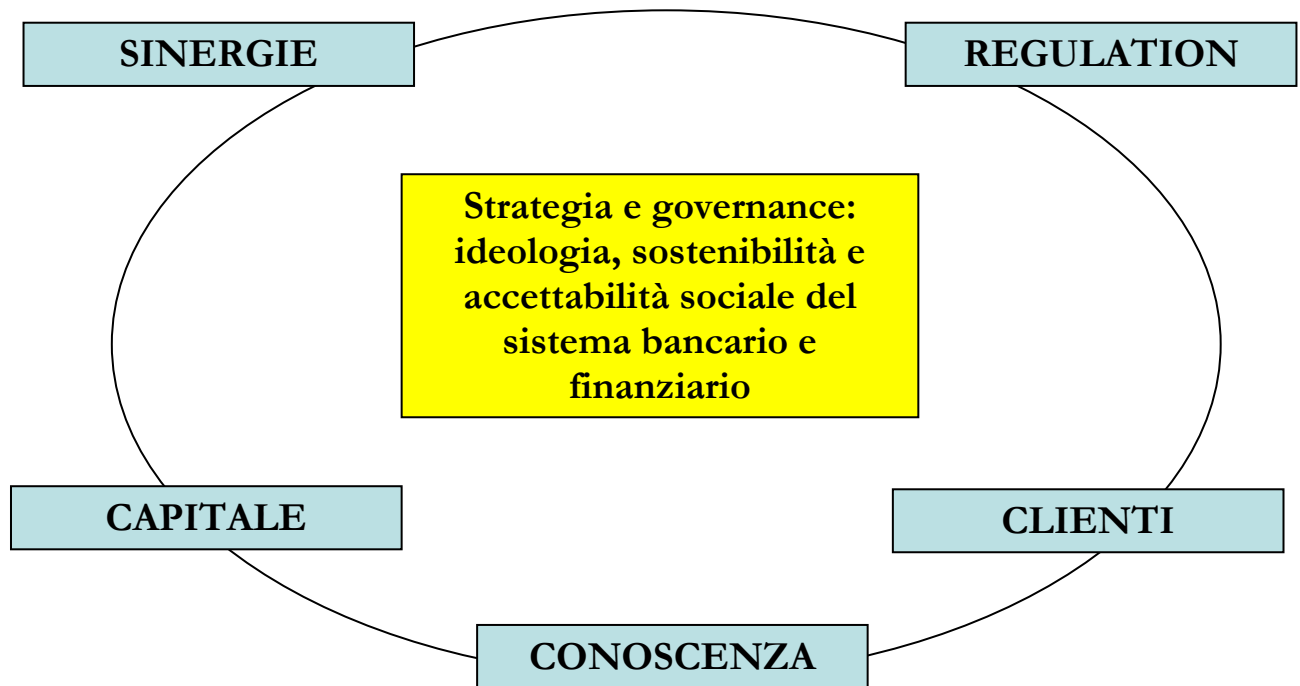 SINERGIE
REGULATION
Strategia e governance:
ideologia, sostenibilità e
accettabilità sociale del
sistema bancario e
finanziario
CAPITALE
CLIENTI
CONOSCENZA